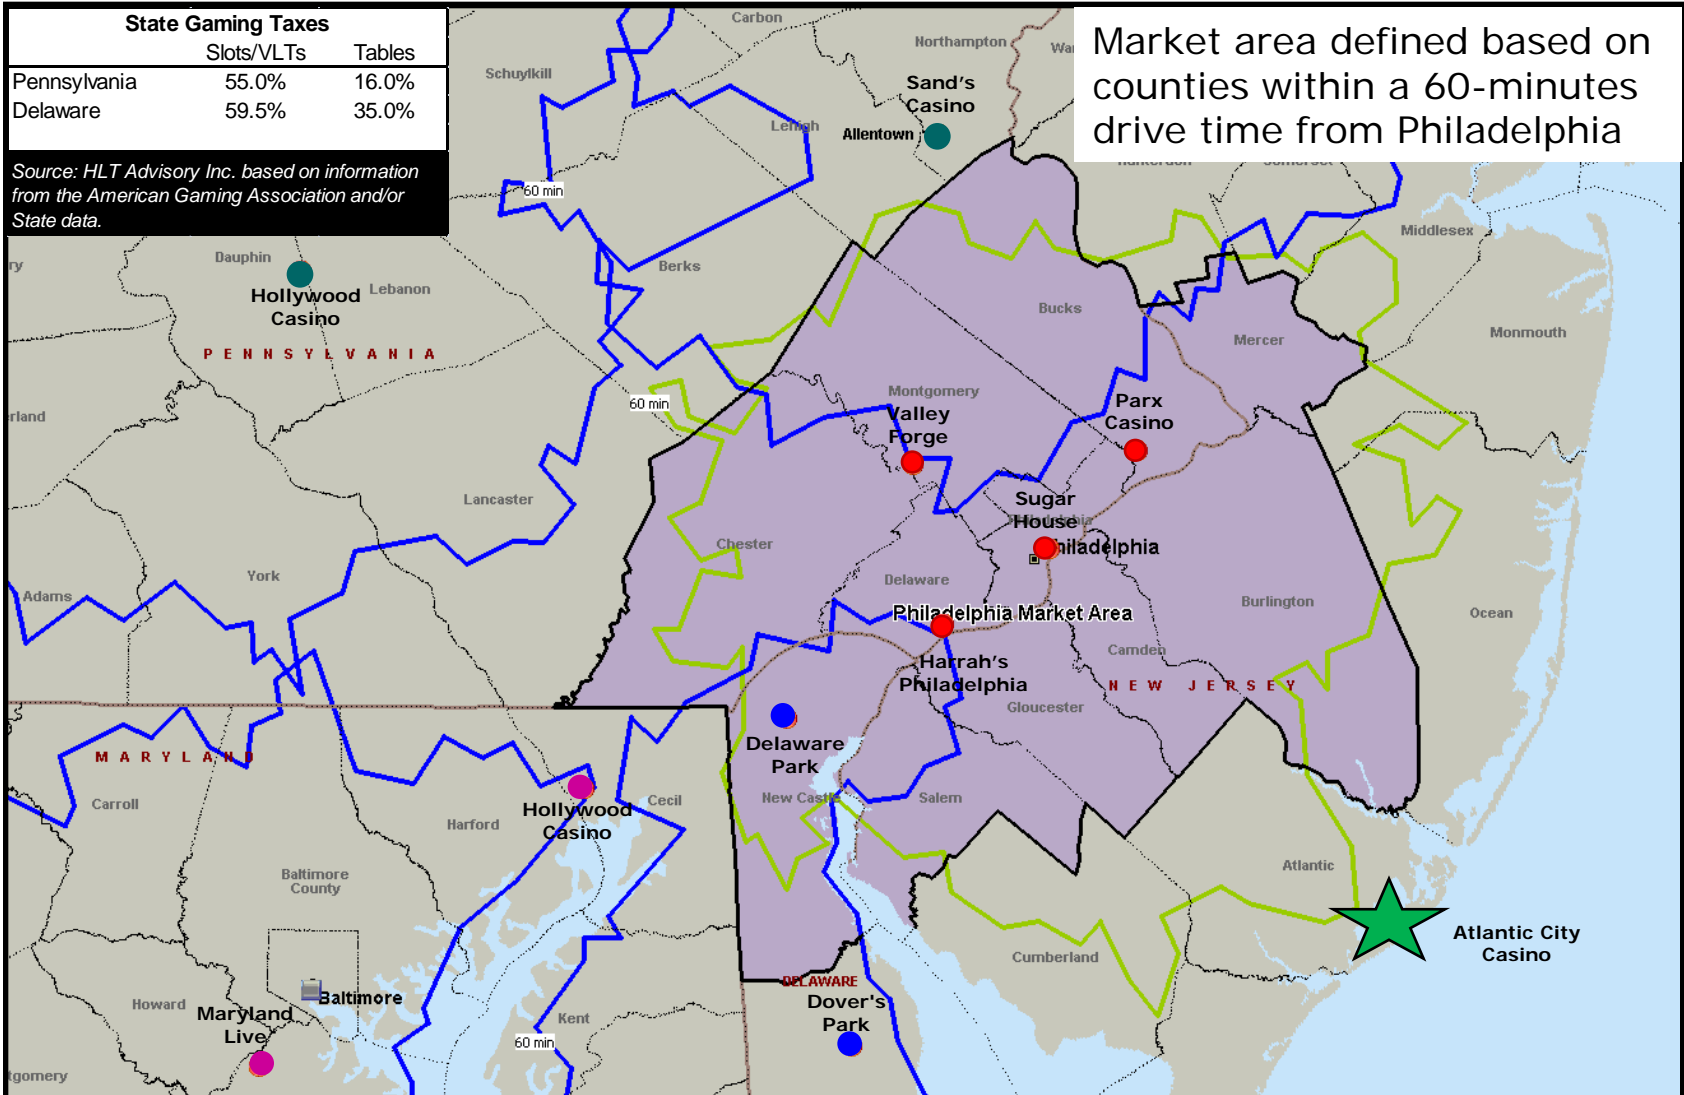 State Gaming Taxes
Slots/VLTs Tables
Pennsylvania 55.0% 16.0%
Delaware 59.5% 35.0%
Source: HLT Advisory Inc. based on information
from the American Gaming Association and/or
State data.
Market area defined based on
counties within a 60-minutes
drive time from Philadelphia
Carbon
Northampton
Schuylkill
Sand's
Casino
Lehigh
Allentown
60 min
Middlesex
Dauphin
Berks
Lebanon
Hollywood
Casino
Bucks
Monmouth
Mercer
PENNSYLVANIA
Montgomery
Valley
Forge
Parx
Casino
60 min
Lancaster
Sugar
House
Philadelphia
Chester
York
Delaware
Adams
Burlington
Philadelphia Market Area
Ocean
Camden
Harrah's
Philadelphia
NEW JERSEY
Gloucester
Delaware
Park
MARYLAND
New Castle
Salem
Cecil
Carroll
Hollywood
Casino
Harford
Baltimore
County
Atlantic
Atlantic City
Casino
Cumberland
DELAWARE
Dover's
Park
Baltimore
Howard
Maryland
Live
Kent
60 min